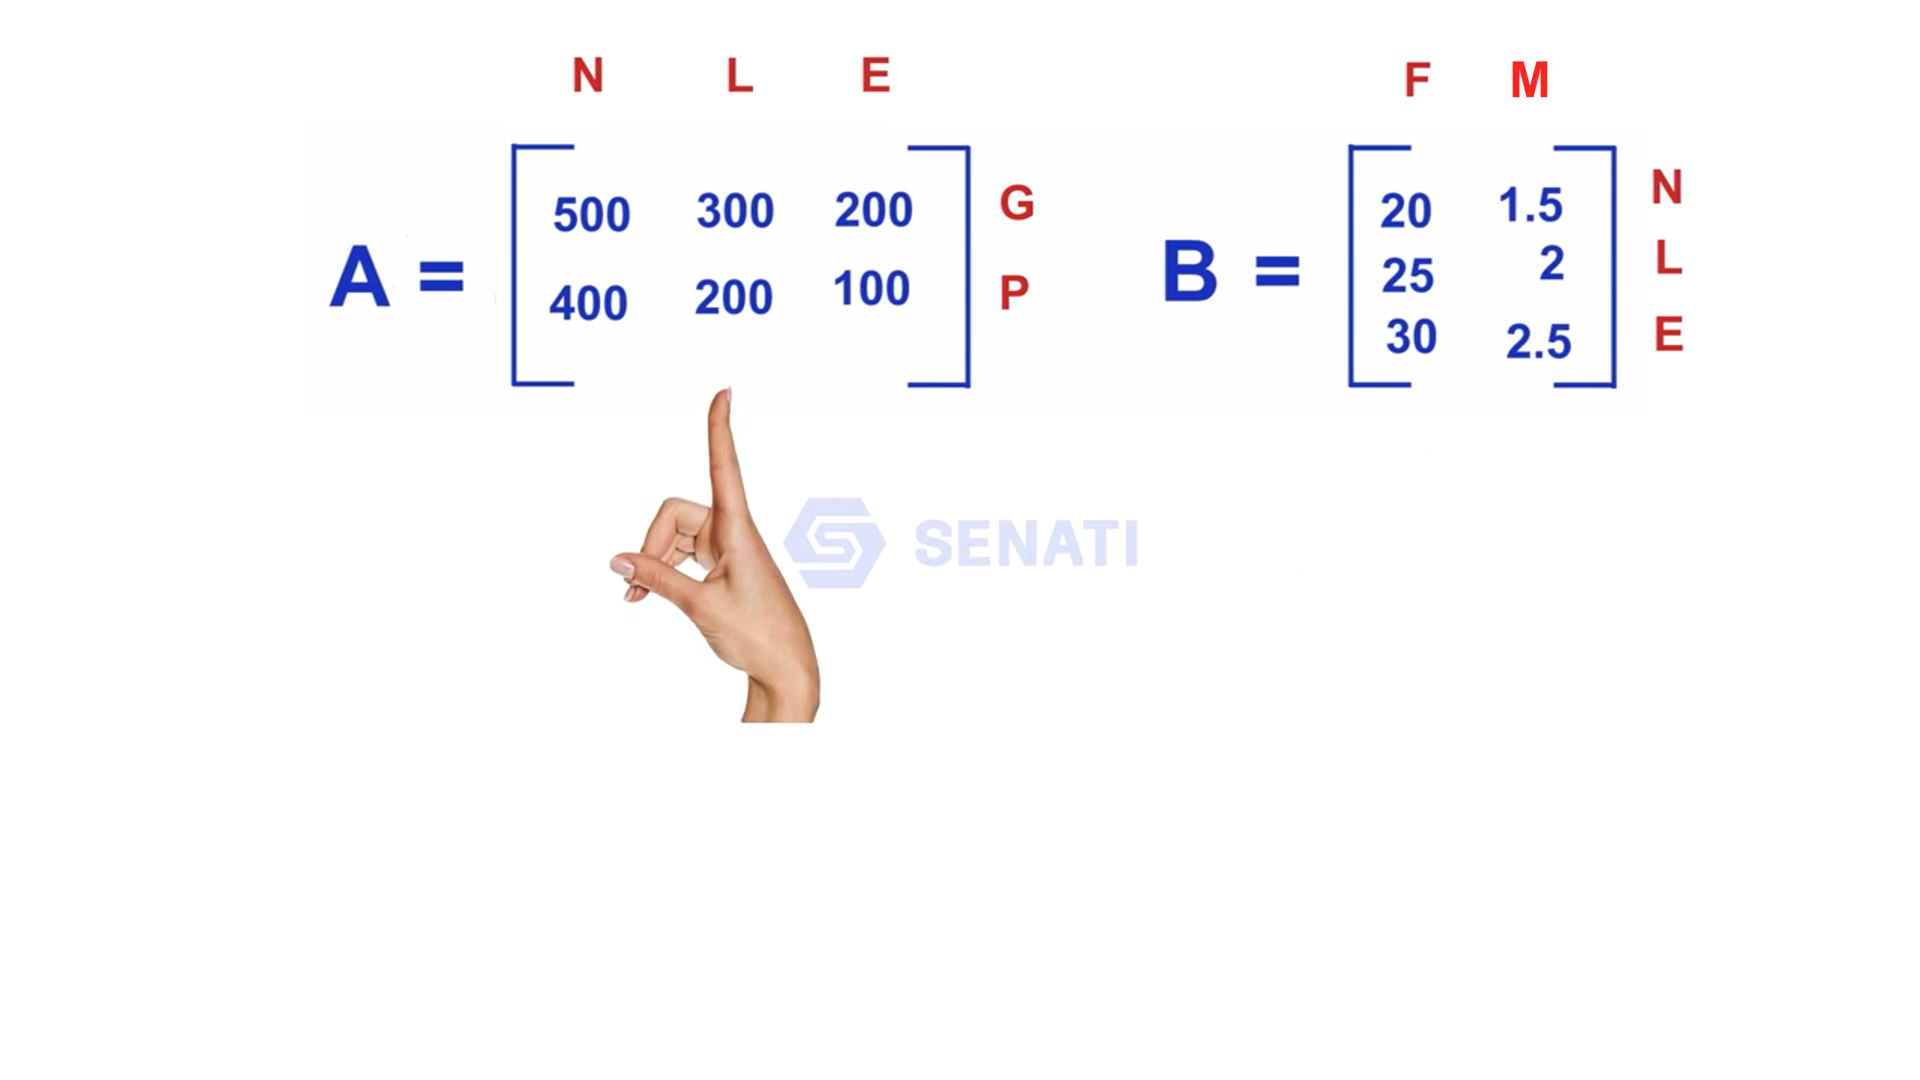 N L E
F M
A = 500 300 200 G
400 200 100 P
B = 20 1.5 N
25 2 L
30 2.5 E
SENATI